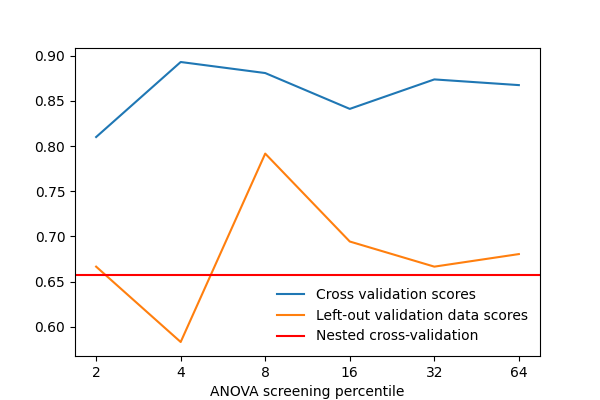 0.90
0.85
0.80
0.75
0.70
0.65
0.60
Cross validation scores
Left-out validation data scores
Nested cross-validation
2 4 8 16 32 64
ANOVA screening percentile